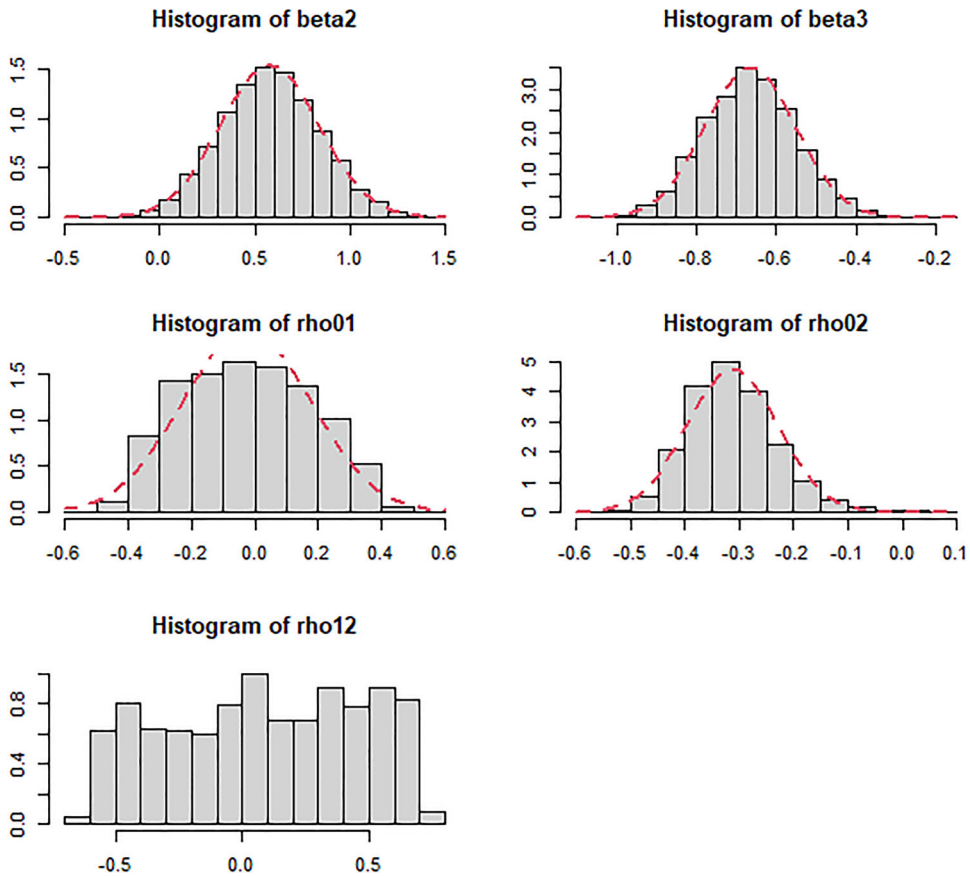 Histogram of beta2
0.0 0.5 1.0 1.5
-0.5 0.0 0.5 1.0 1.5
Histogram of beta3
0.0 1.0 2.0 3.0
-1.0 -0.8 -0.6 -0.4 -0.2
Histogram of rho01
0.0 0.5 1.0 1.5
-0.6 -0.4 -0.2 0.0 0.2 0.4 0.6
Histogram of rho02
0 1 2 3 4 5
-0.6 -0.5 -0.4 -0.3 -0.2 -0.1 0.0 0.1
Histogram of rho12
0.0 0.4 0.8
-0.5 0.0 0.5